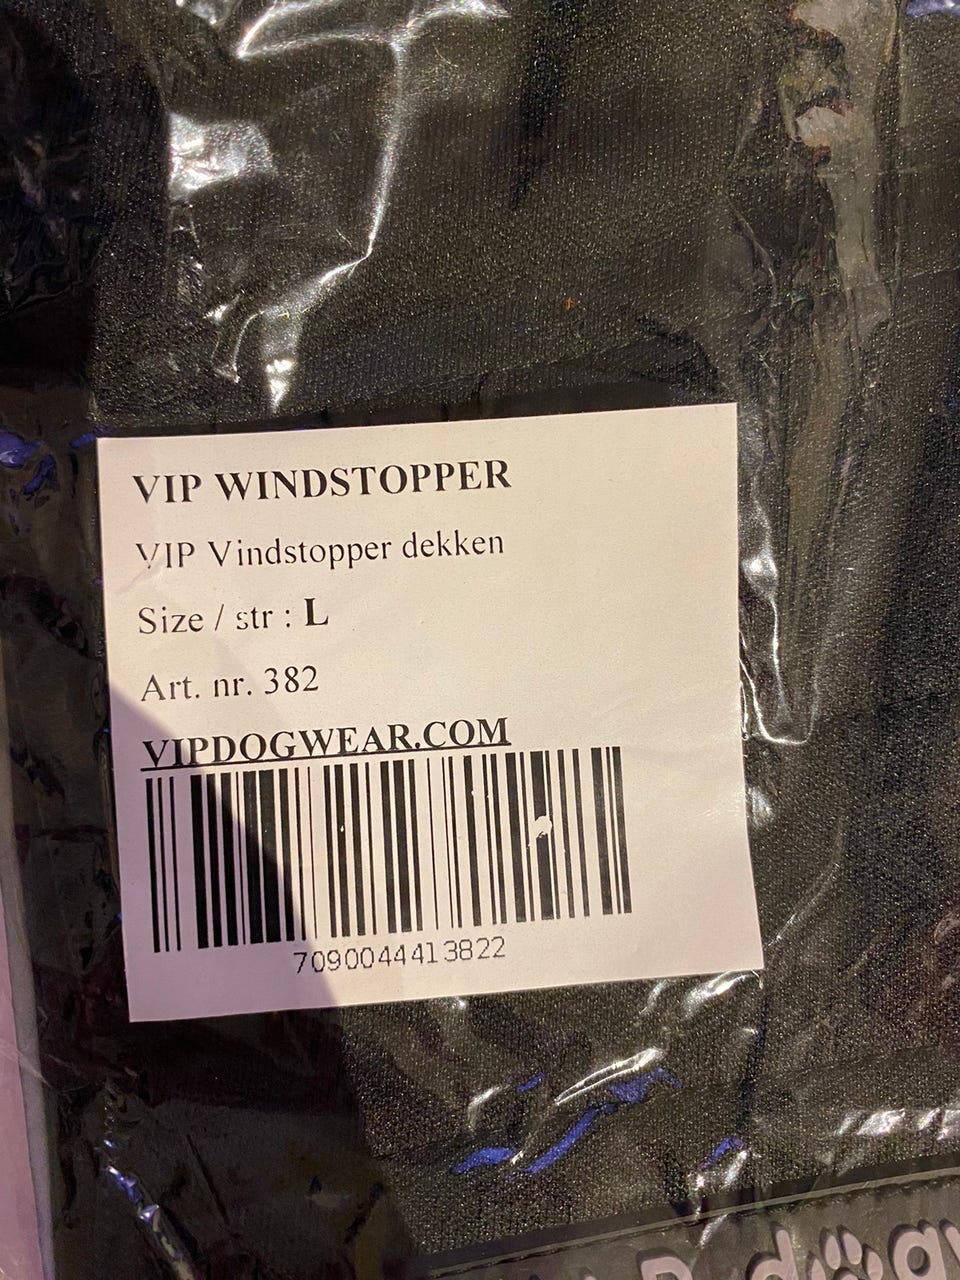 VIP WINDSTOPPER
VIP Vindstopper dekken
Size / str : L
Art. nr. 382
VIPDOGWEAR.COM
7090044413822